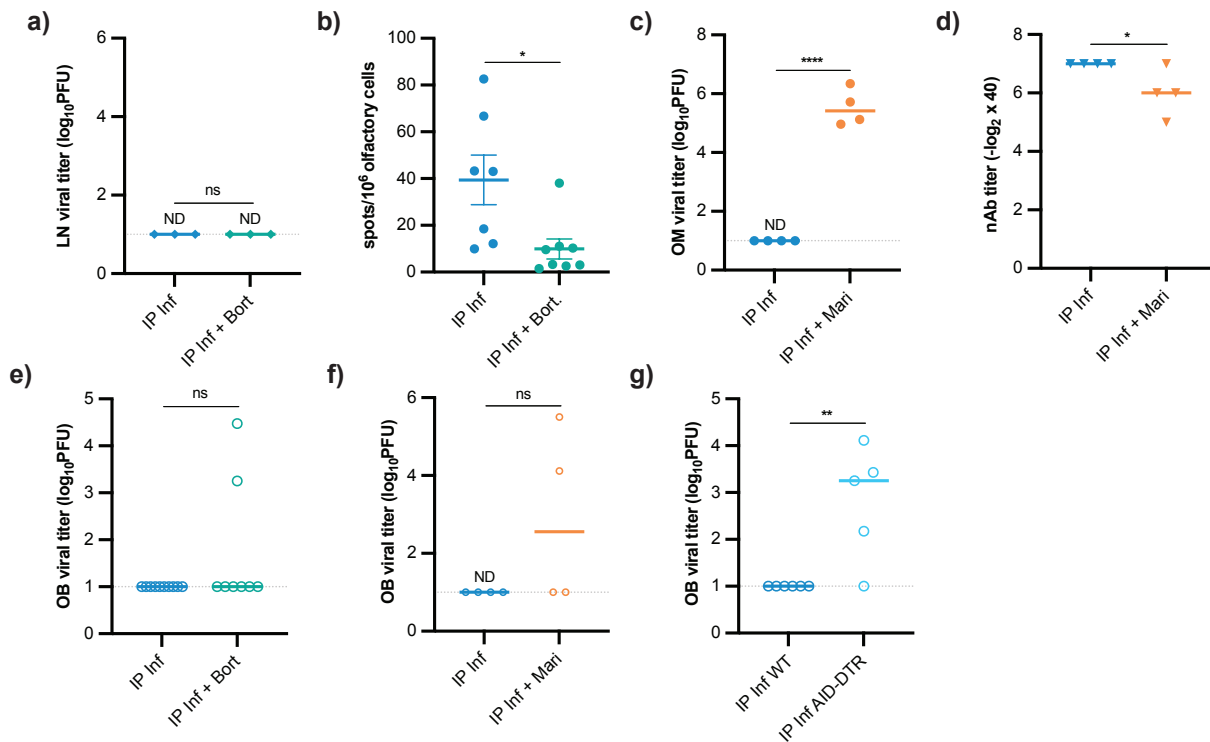 a)
LN viral titer (log10PFU)
6
4
2
0
ns
ND
ND
IP Inf
IP Inf + Bort
b)
spots/10^6 olfactory cells
100
80
60
40
20
0
*
IP Inf
IP Inf + Bort.
c)
OM viral titer (log10PFU)
8
6
4
2
0
****
ND
IP Inf
IP Inf + Mari
d)
nAb titer (-log2 x 40)
8
6
4
2
0
*
IP Inf
IP Inf + Mari
e)
OB viral titer (log10PFU)
5
4
3
2
1
0
ns
IP Inf
IP Inf + Bort
f)
OB viral titer (log10PFU)
6
4
2
0
ns
ND
IP Inf
IP Inf + Mari
g)
OB viral titer (log10PFU)
5
4
3
2
1
0
**
IP Inf WT
IP Inf AID-DTR